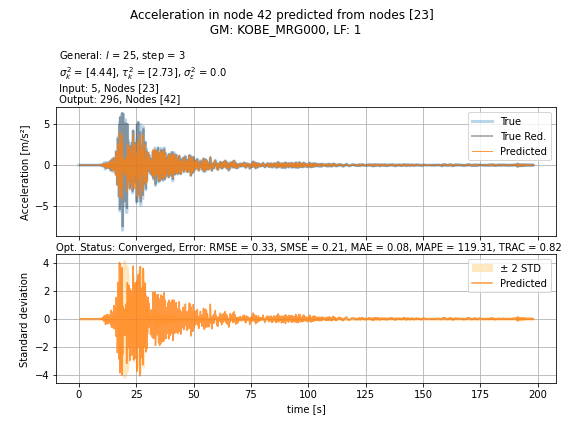 Acceleration in node 42 predicted from nodes [23]
GM: KOBE_MRG000, LF: 1
General: l = 25, step = 3
σ²ₖ = [4.44], τ²ₖ = [2.73], σ²ε = 0.0
Input: 5, Nodes [23]
Output: 296, Nodes [42]
Acceleration [m/s²]
5
0
−5
True
True Red.
Predicted
Opt. Status: Converged, Error: RMSE = 0.33, SMSE = 0.21, MAE = 0.08, MAPE = 119.31, TRAC = 0.82
Standard deviation
4
2
0
−2
−4
± 2 STD
Predicted
0 25 50 75 100 125 150 175 200
time [s]